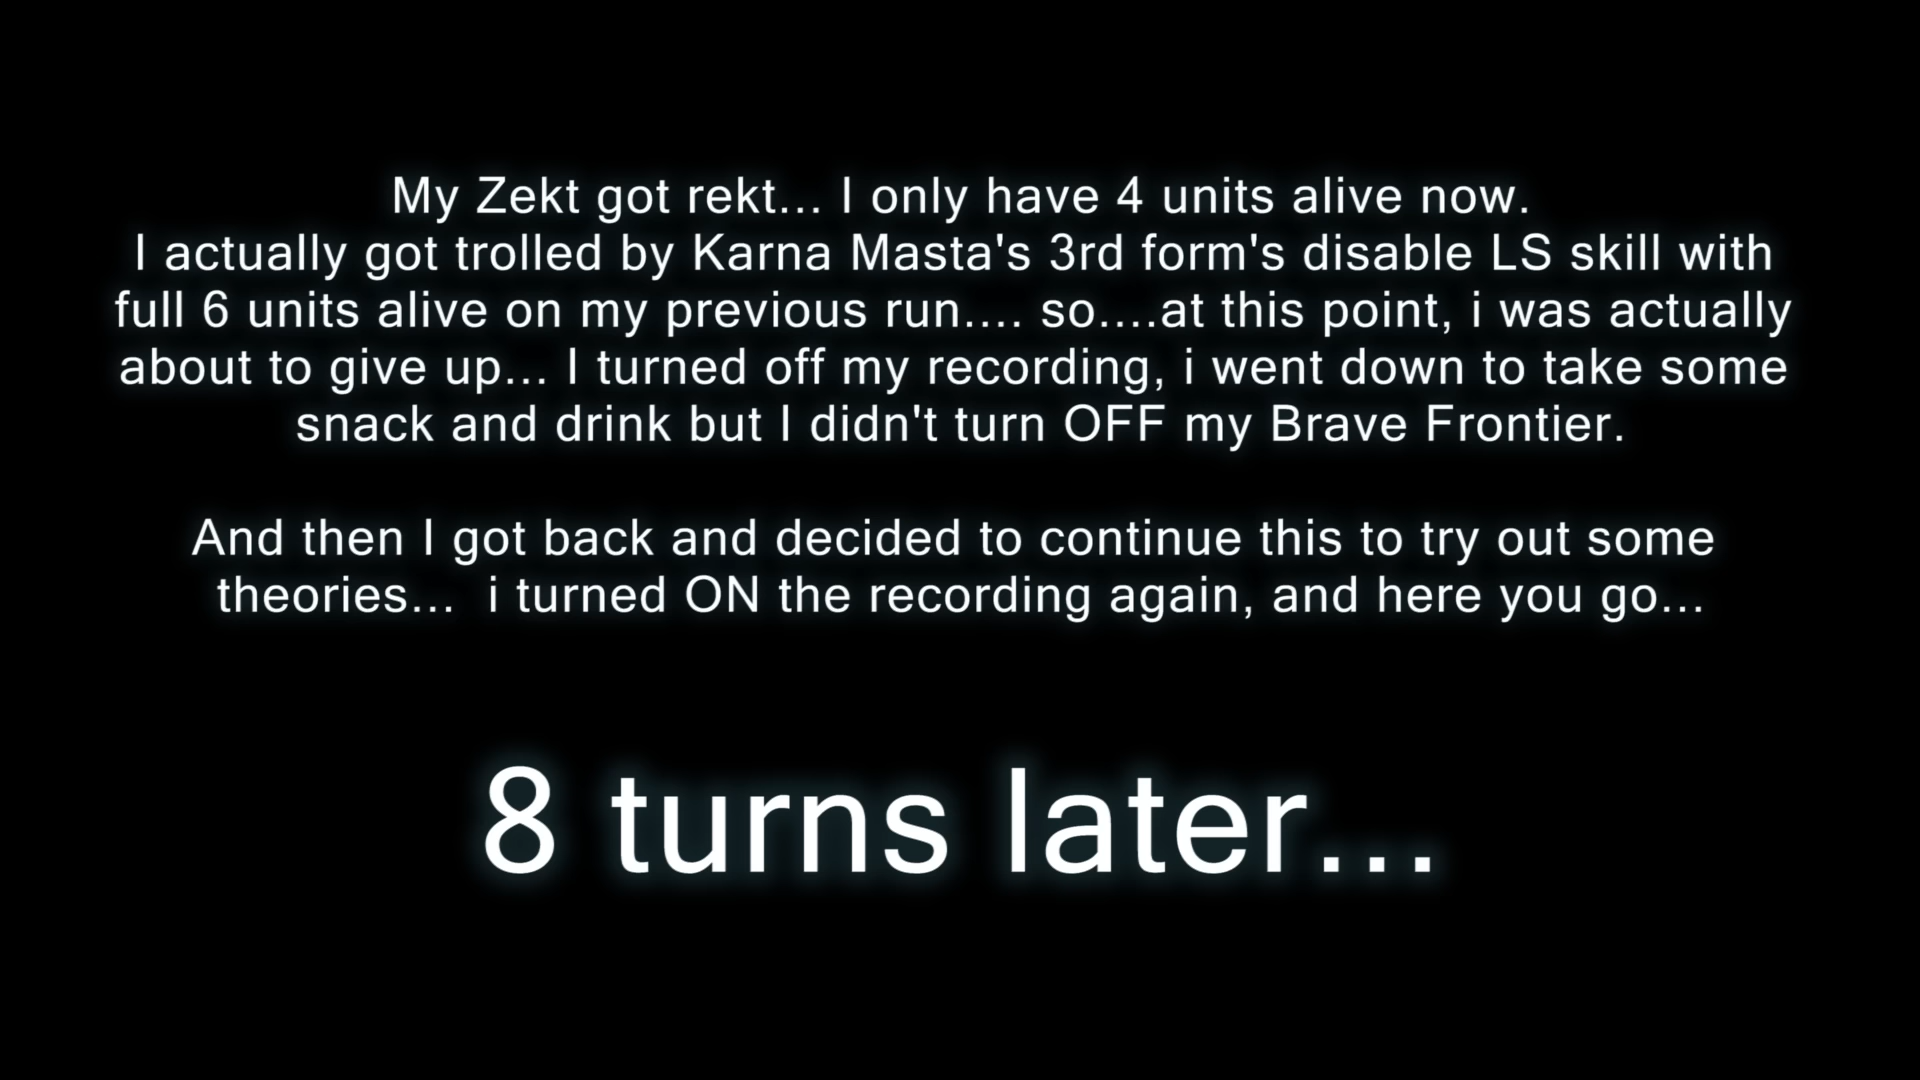 My Zekt got rekt... I only have 4 units alive now.
I actually got trolled by Karna Masta's 3rd form's disable LS skill with
full 6 units alive on my previous run.... so....at this point, i was actually
about to give up... I turned off my recording, i went down to take some
snack and drink but I didn't turn OFF my Brave Frontier.
And then I got back and decided to continue this to try out some
theories...  i turned ON the recording again, and here you go...
8 turns later...